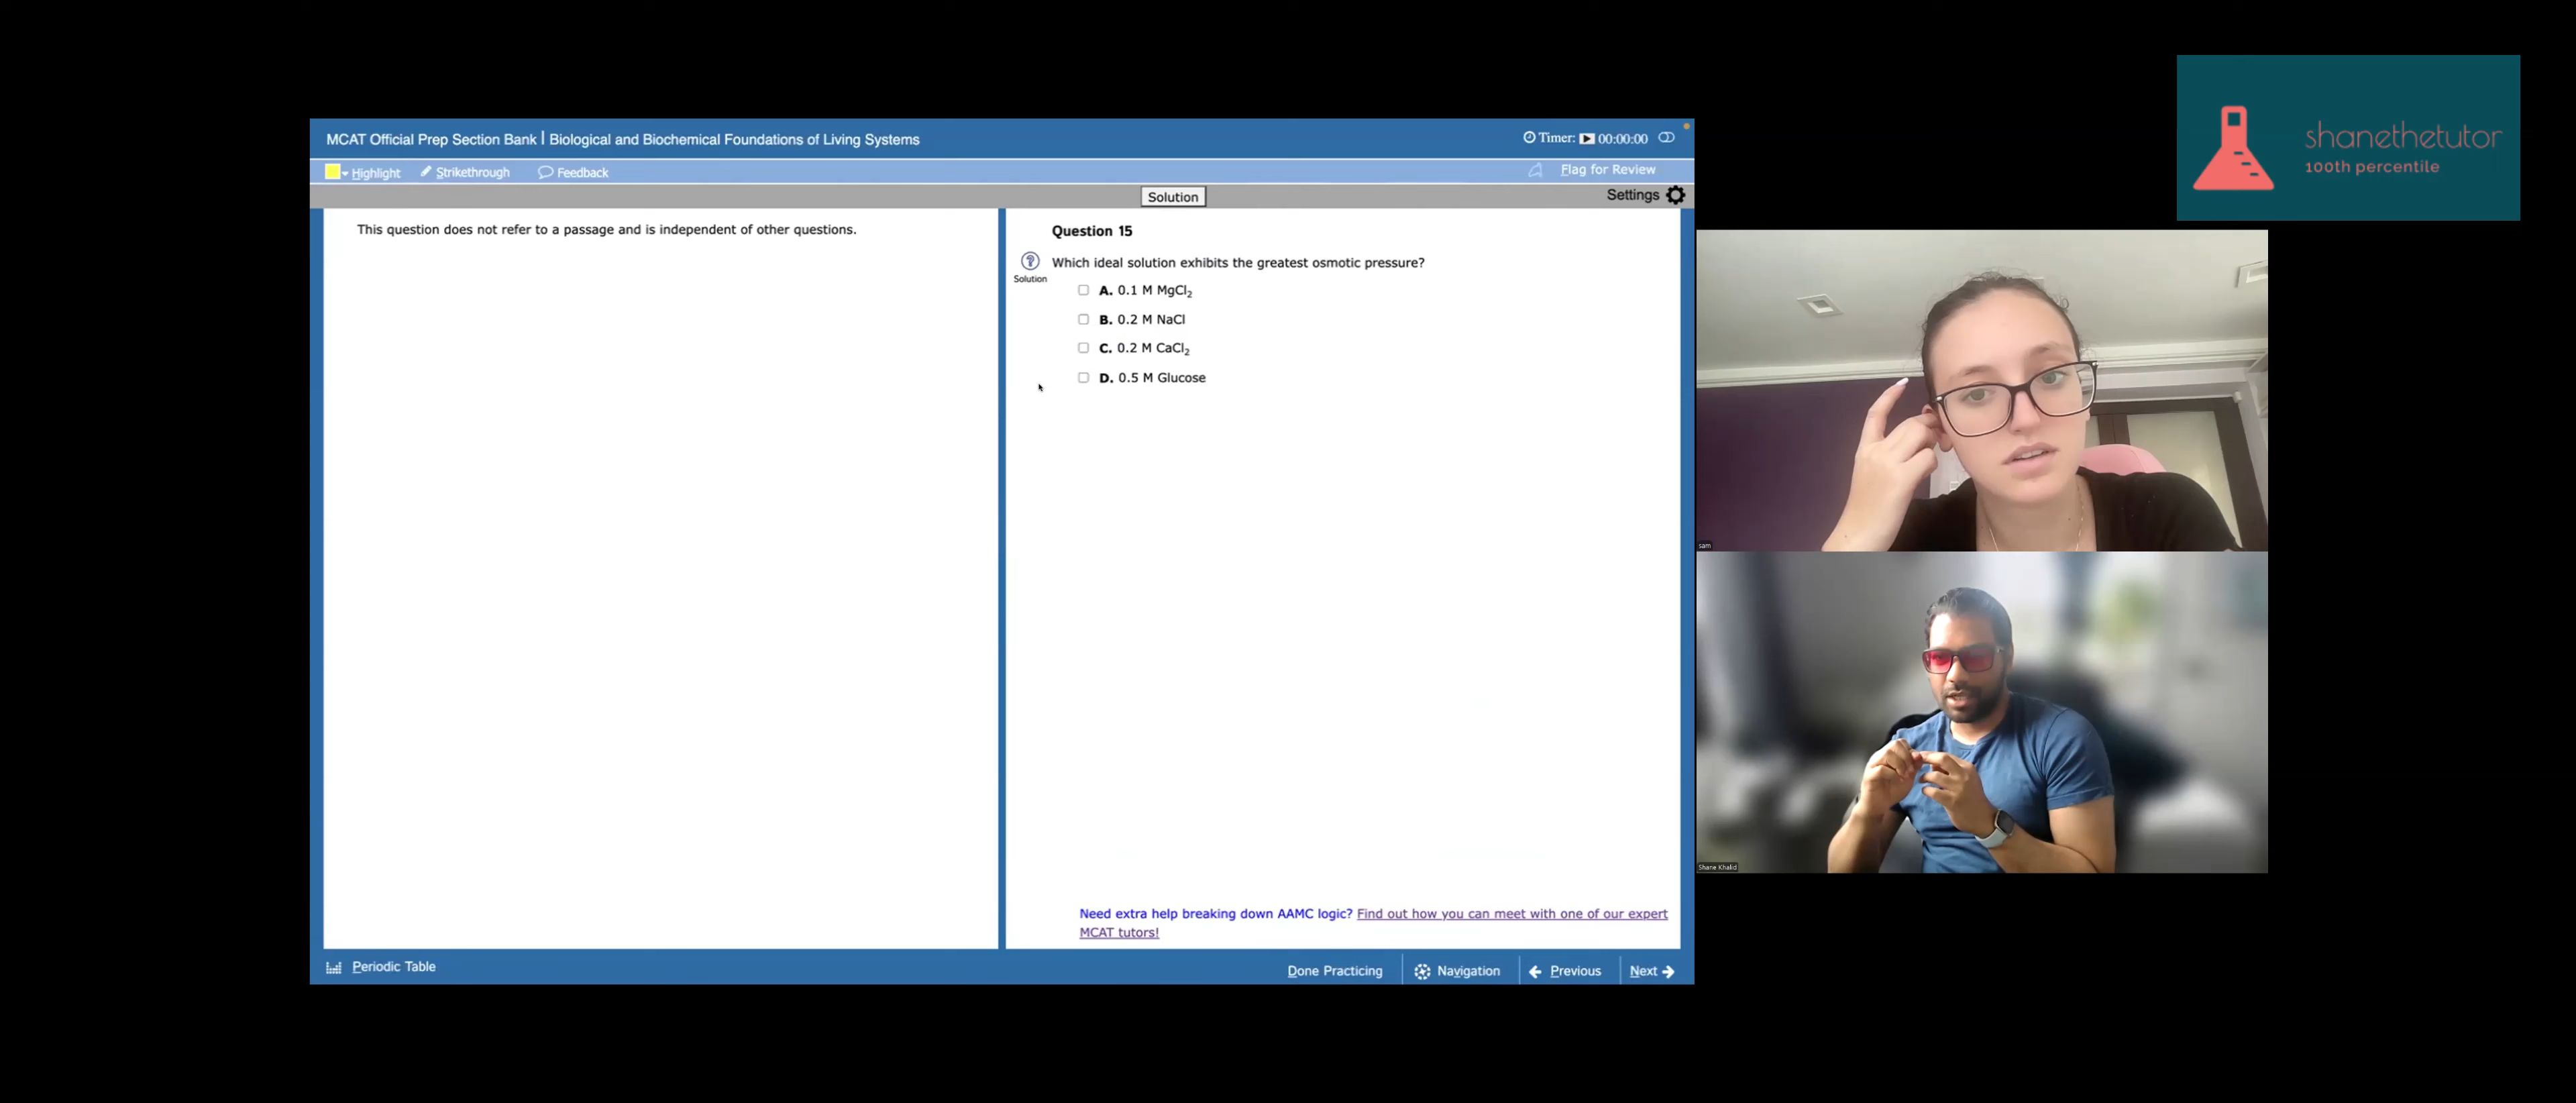 shanethetutor
100th percentile
MCAT Official Prep Section Bank | Biological and Biochemical Foundations of Living Systems
Timer: 00:00:00
Highlight
Strikethrough
Feedback
Flag for Review
Solution
Settings
This question does not refer to a passage and is independent of other questions.
Question 15
Solution
Which ideal solution exhibits the greatest osmotic pressure?
A. 0.1 M MgCl₂
B. 0.2 M NaCl
C. 0.2 M CaCl₂
D. 0.5 M Glucose
sam
Shane Khalid
Need extra help breaking down AAMC logic? Find out how you can meet with one of our expert
MCAT tutors!
Periodic Table
Done Practicing
Navigation
Previous
Next